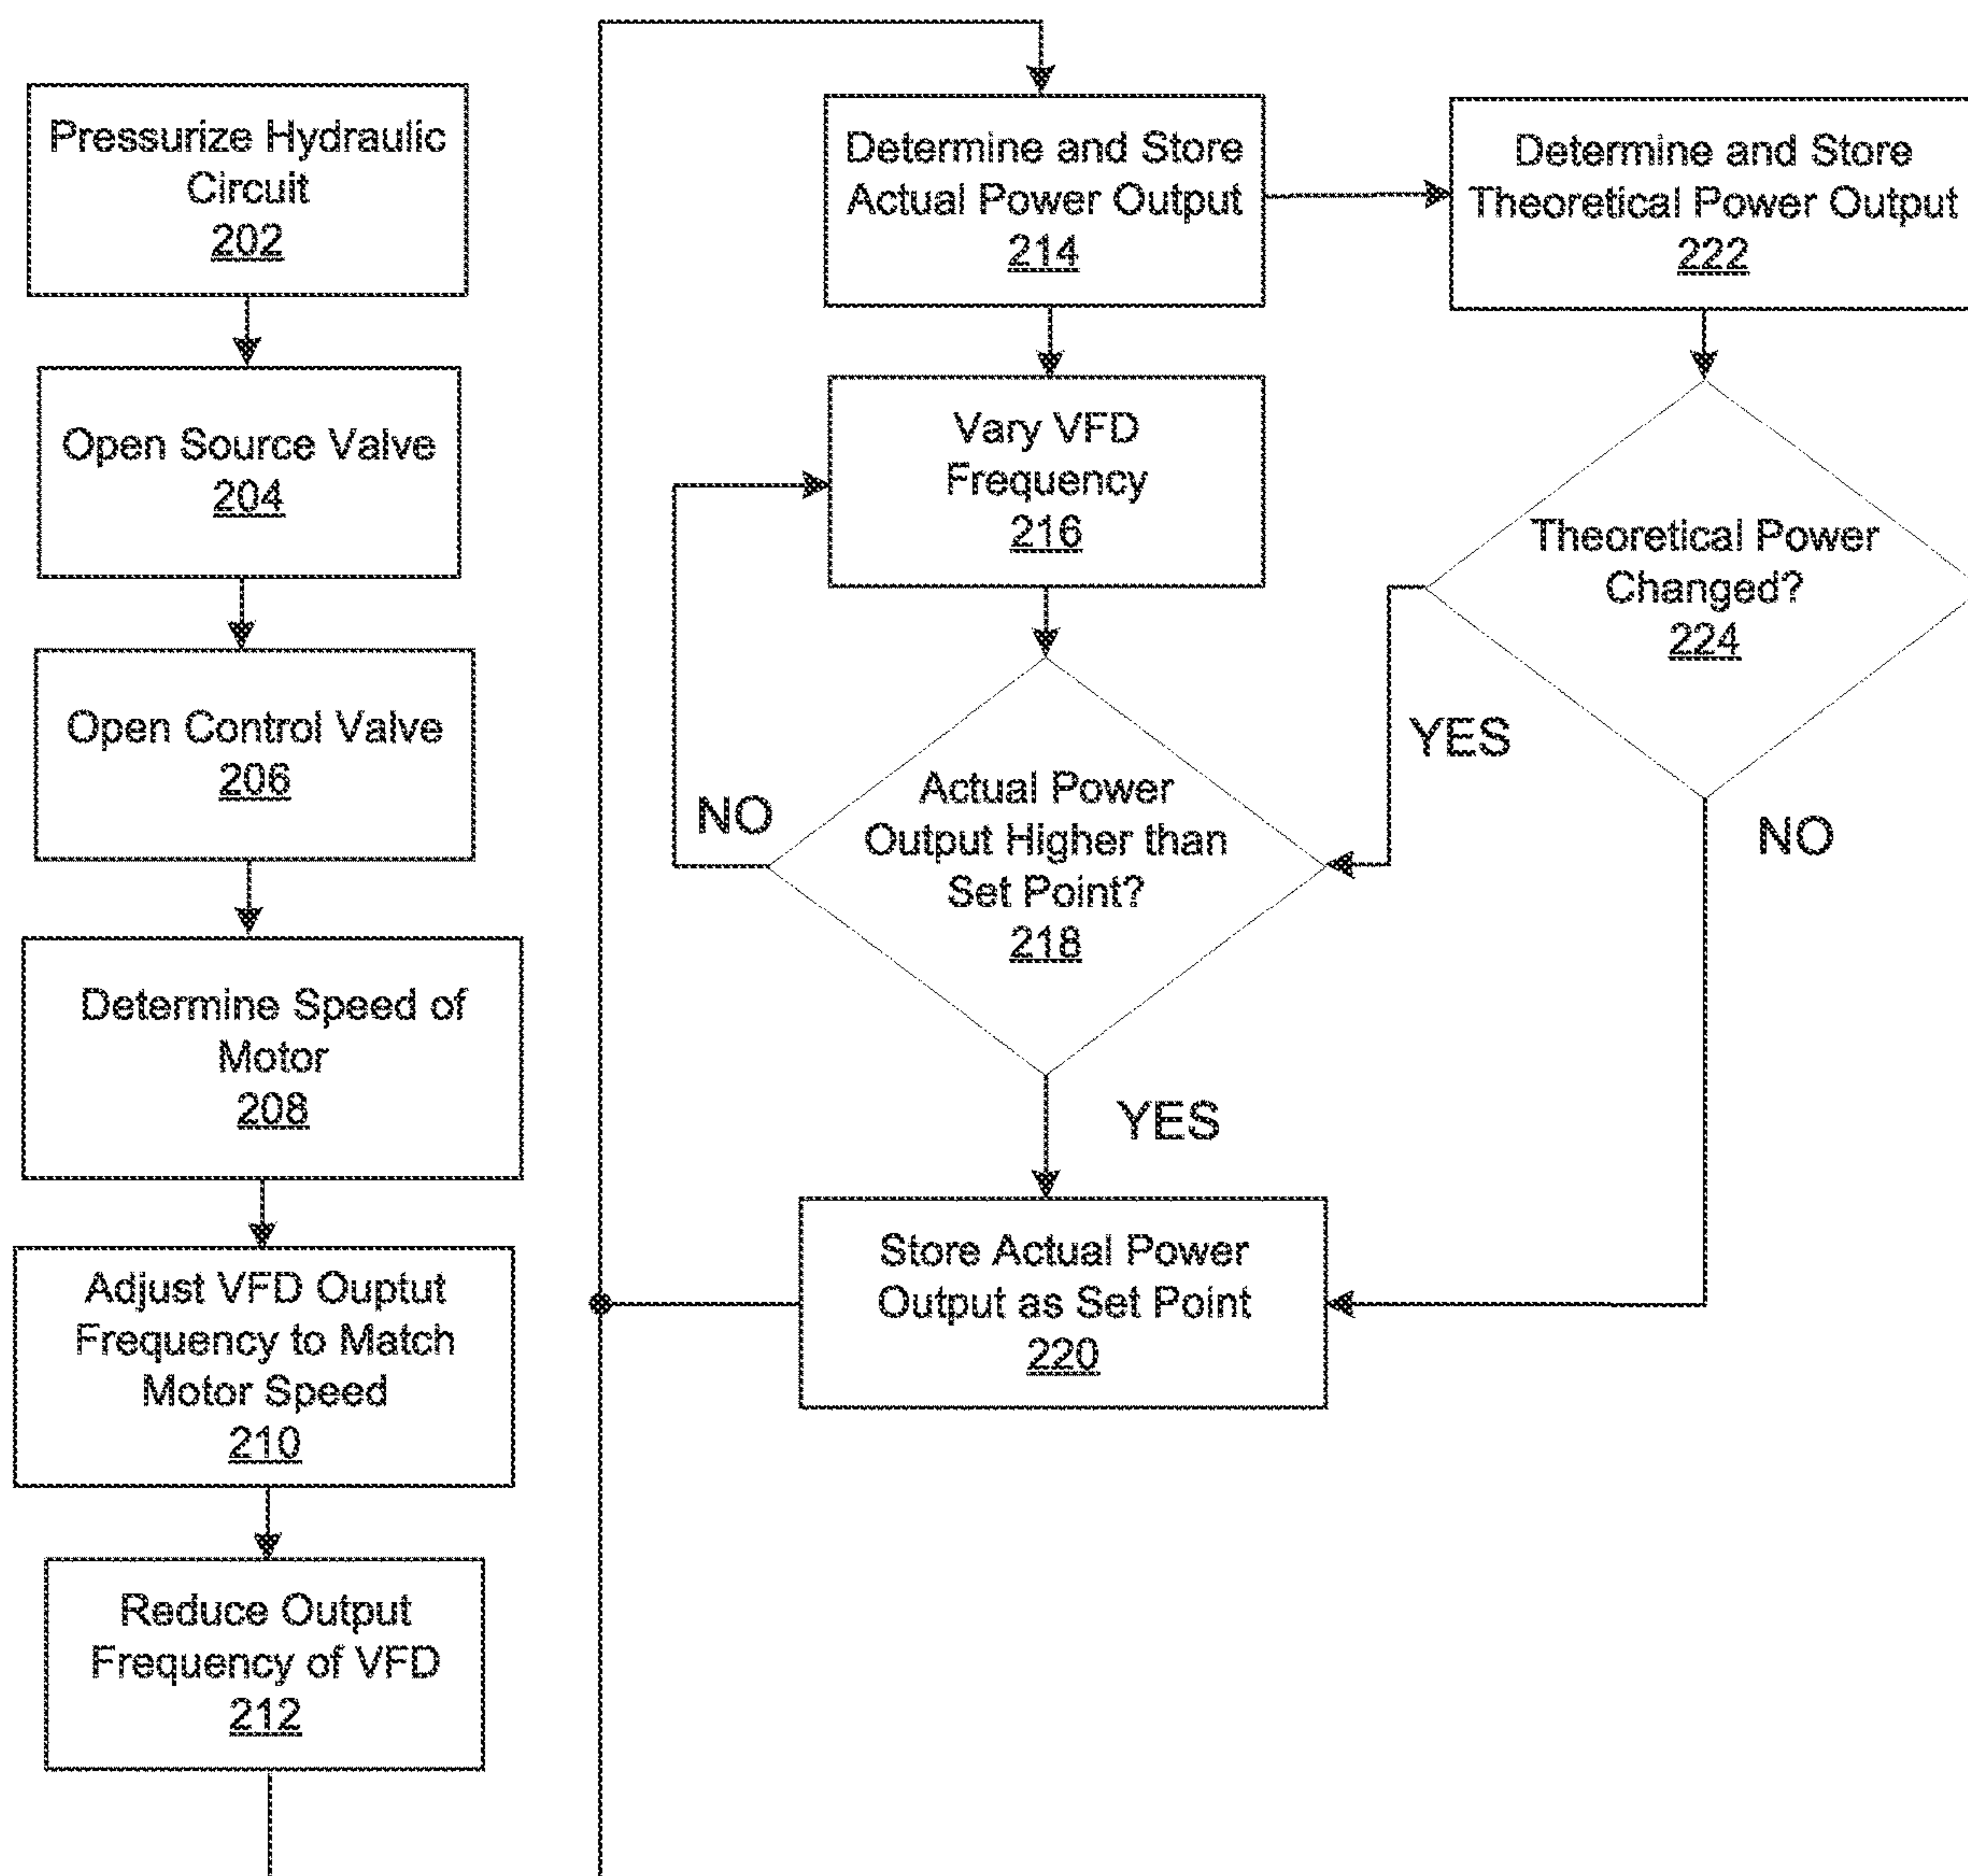 Pressurize Hydraulic
Circuit
202
Open Source Valve
204
Open Control Valve
206
Determine Speed of
Motor
208
Adjust VFD Ouptut
Frequency to Match
Motor Speed
210
Reduce Output
Frequency of VFD
212
Determine and Store
Actual Power Output
214
Vary VFD
Frequency
216
NO
Actual Power
Output Higher than
Set Point?
218
YES
Store Actual Power
Output as Set Point
220
Determine and Store
Theoretical Power Output
222
Theoretical Power
Changed?
224
YES
NO